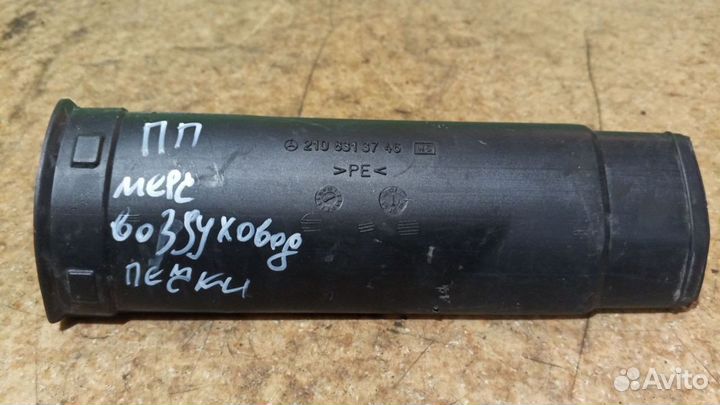 ПП
мерс
воздуховод
печки
210 831 37 46
>PE<
Avito